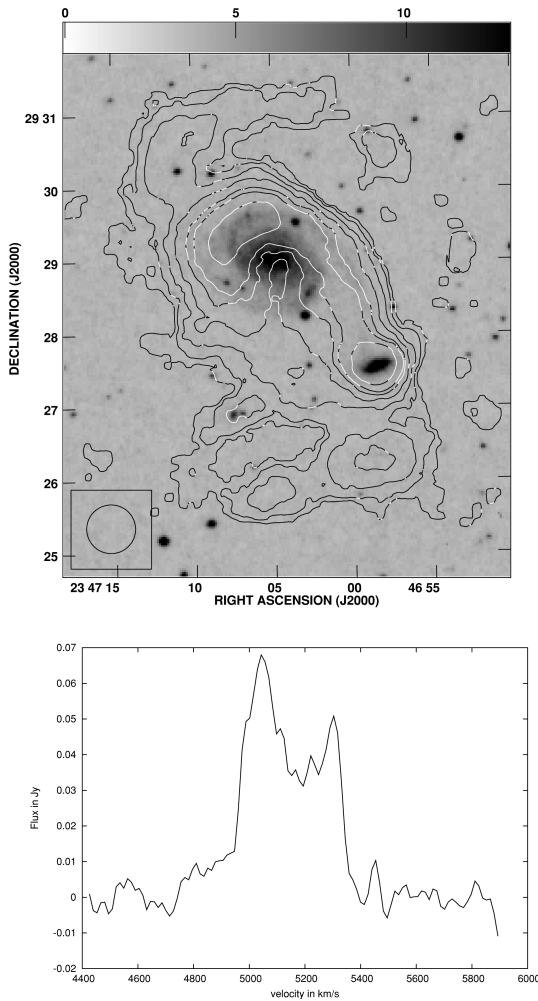 0 5 10
DECLINATION (J2000)
29 31
30
29
28
27
26
25
23 47 15 10 05 00 46 55
RIGHT ASCENSION (J2000)
Flux in Jy
0.07
0.06
0.05
0.04
0.03
0.02
0.01
0
-0.01
-0.02
4400 4600 4800 5000 5200 5400 5600 5800 6000
velocity in km/s